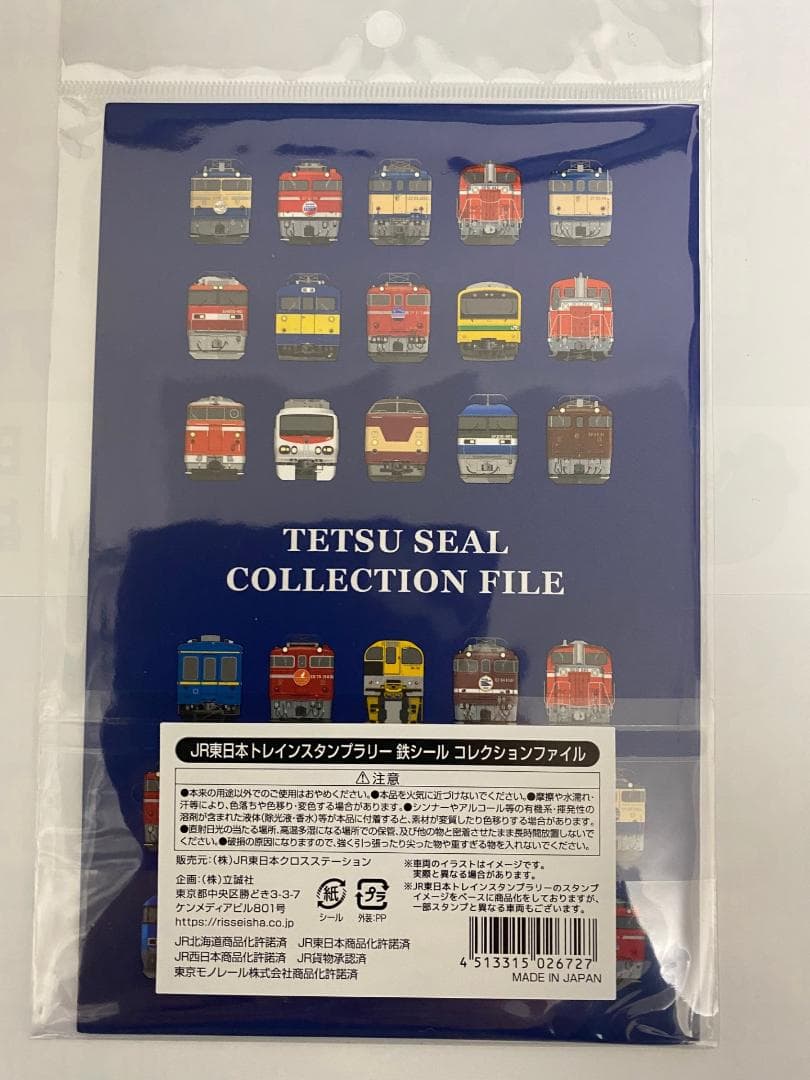 TETSU SEAL
COLLECTION FILE
JR東日本トレインスタンプラリー 鉄シール コレクションファイル
⚠注意
●本来の用途以外でのご使用はおやめください。●本品を火気に近づけないでください。●摩擦や水濡れ・
汗等により、色落ちや色移り・変色する場合があります。●シンナーやアルコール等の有機系・揮発性の
溶剤が含まれた液体(除光液・香水)等が本品に付着すると、素材が変質したり色移りする場合があります。
●直射日光の当たる場所、高温多湿になる場所での保管、及び他の物と密着させたまま長時間放置しないで
ください。●破損の原因になりますので、強く引っ張ったり尖った物や重すぎる物を入れないでください。
販売元:(株)JR東日本クロスステーション
企画:(株)立誠社
東京都中央区勝どき3-3-7
ケンメディアビル801号
https://risseisha.co.jp
紙
シール
プラ
外装:PP
※車両のイラストはイメージです。
実際と異なる場合があります。
※JR東日本トレインスタンプラリーのスタンプ
イメージをベースに商品化をしておりますが、
一部スタンプと異なる車両もございます。
JR北海道商品化許諾済 JR東日本商品化許諾済
JR西日本商品化許諾済 JR貨物承認済
東京モノレール株式会社商品化許諾済
4 513315 026727
MADE IN JAPAN